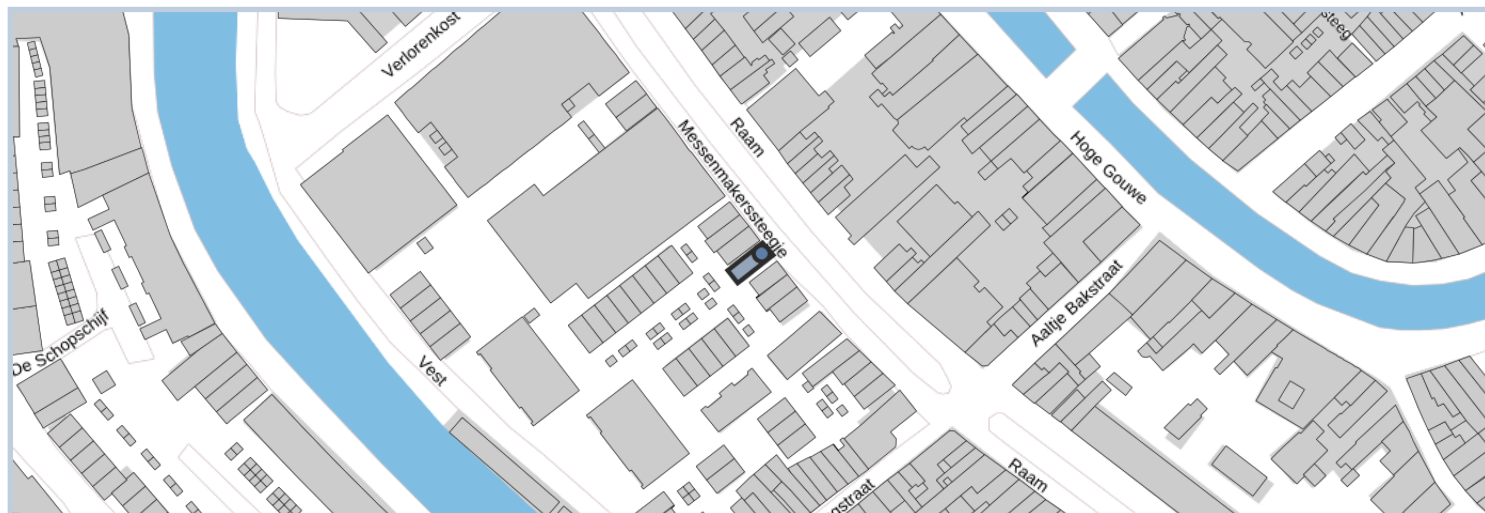 Verlorenkost
Raam
Messenmakerssteegje
Hoge Gouwe
Aaltje Bakstraat
De Schopschijf
Vest
Raam